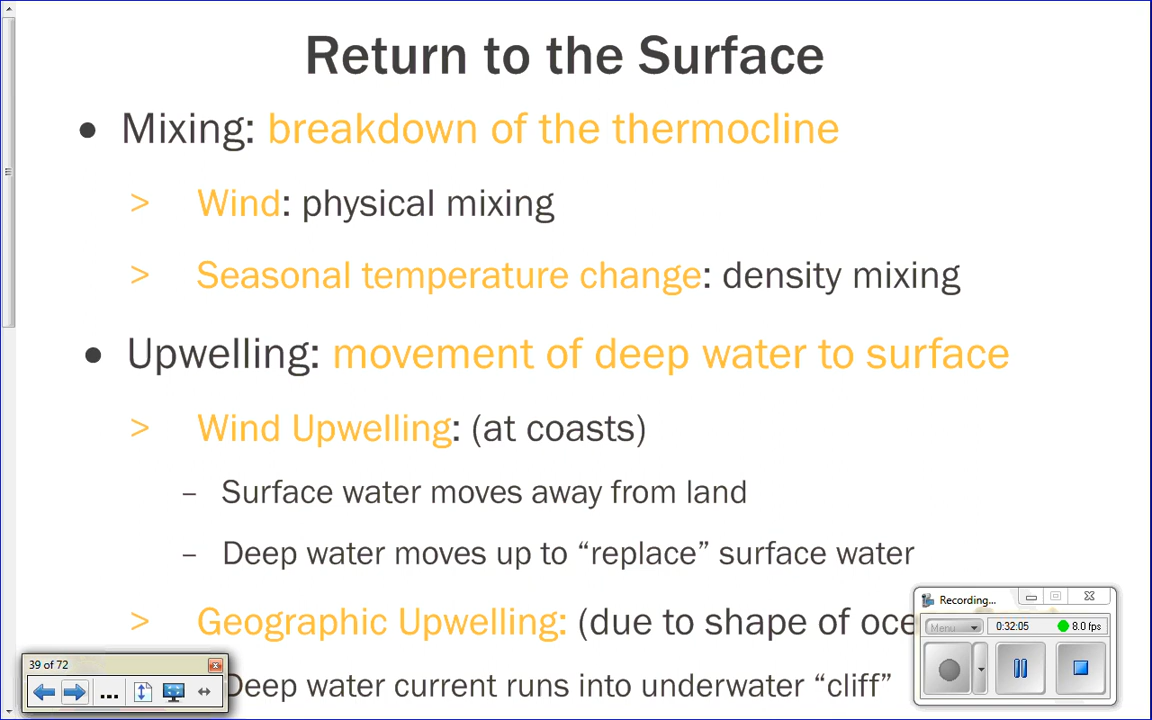 Return to the Surface
• Mixing: breakdown of the thermocline
> Wind: physical mixing
> Seasonal temperature change: density mixing
• Upwelling: movement of deep water to surface
> Wind Upwelling: (at coasts)
– Surface water moves away from land
– Deep water moves up to “replace” surface water
> Geographic Upwelling: (due to shape of
Deep water current runs into underwater “cliff”
39 of 72
...
Recording...
Menu
0:32:05
8.0 fps